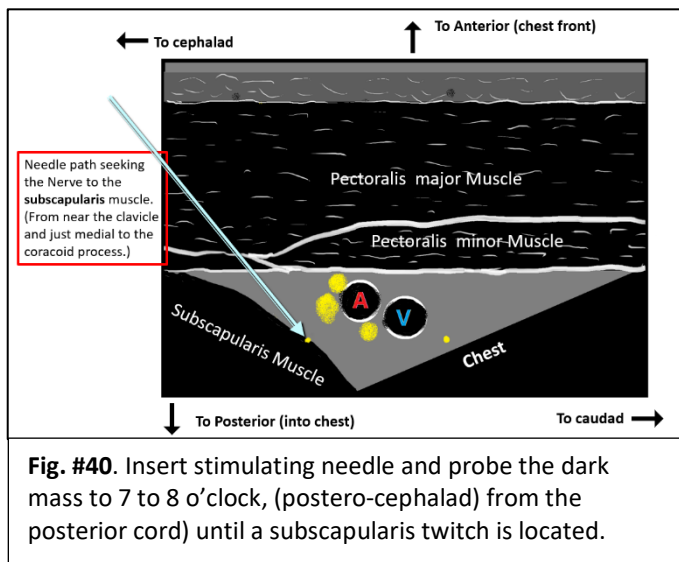 To Anterior (chest front)
To cephalad
Needle path seeking
the Nerve to the
subscapularis muscle.
(From near the clavicle
and just medial to the
coracoid process.)
Pectoralis major Muscle
Pectoralis minor Muscle
A
V
Subscapularis Muscle
Chest
To Posterior (into chest)
To caudad
Fig. #40. Insert stimulating needle and probe the dark
mass to 7 to 8 o’clock, (postero-cephalad) from the
posterior cord) until a subscapularis twitch is located.